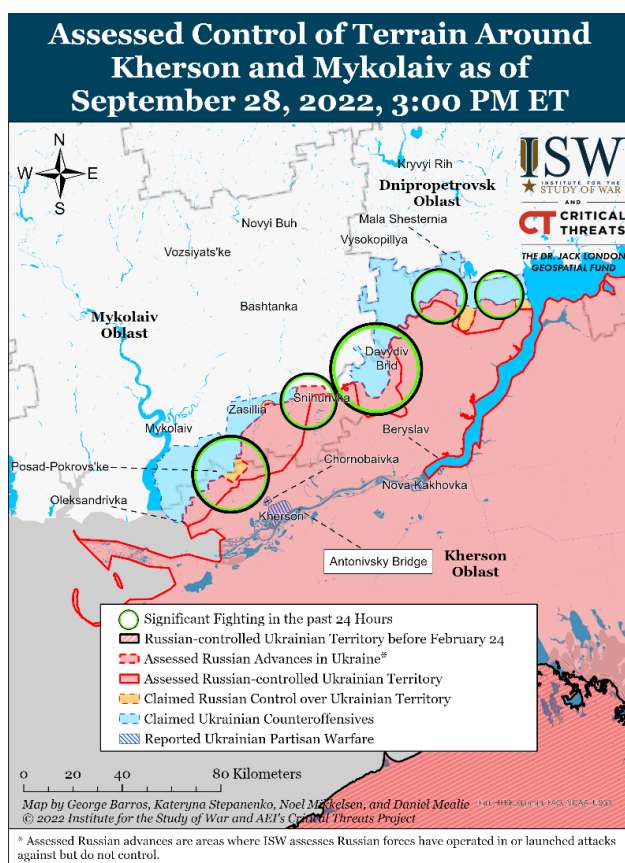 Assessed Control of Terrain Around
Kherson and Mykolaiv as of
September 28, 2022, 3:00 PM ET
N
W E
S
ISW
INSTITUTE FOR THE
STUDY OF WAR
AND
CT CRITICAL
THREATS
THE DR. JACK LONDON
GEOSPATIAL FUND
Kryvyi Rih
Dnipropetrovsk
Oblast
Mala Shesternia
Novyi Buh
Vysokopillya
Vozsiyats'ke
Bashtanka
Mykolaiv
Oblast
Davydiv
Brid
Snihurivka
Zasillia
Mykolaiv
Beryslav
Posad-Pokrovs'ke
Chornobaivka
Nova Kakhovka
Oleksandrivka
Kherson
Antonivsky Bridge
Kherson
Oblast
Significant Fighting in the past 24 Hours
Russian-controlled Ukrainian Territory before February 24
Assessed Russian Advances in Ukraine*
Assessed Russian-controlled Ukrainian Territory
Claimed Russian Control over Ukrainian Territory
Claimed Ukrainian Counteroffensives
Reported Ukrainian Partisan Warfare
0 20 40 80 Kilometers
Map by George Barros, Kateryna Stepanenko, Noel Mikkelsen, and Daniel Mealie
Esri, HERE, Garmin, FAO, NOAA, USGS
© 2022 Institute for the Study of War and AEI's Critical Threats Project
* Assessed Russian advances are areas where ISW assesses Russian forces have operated in or launched attacks
against but do not control.